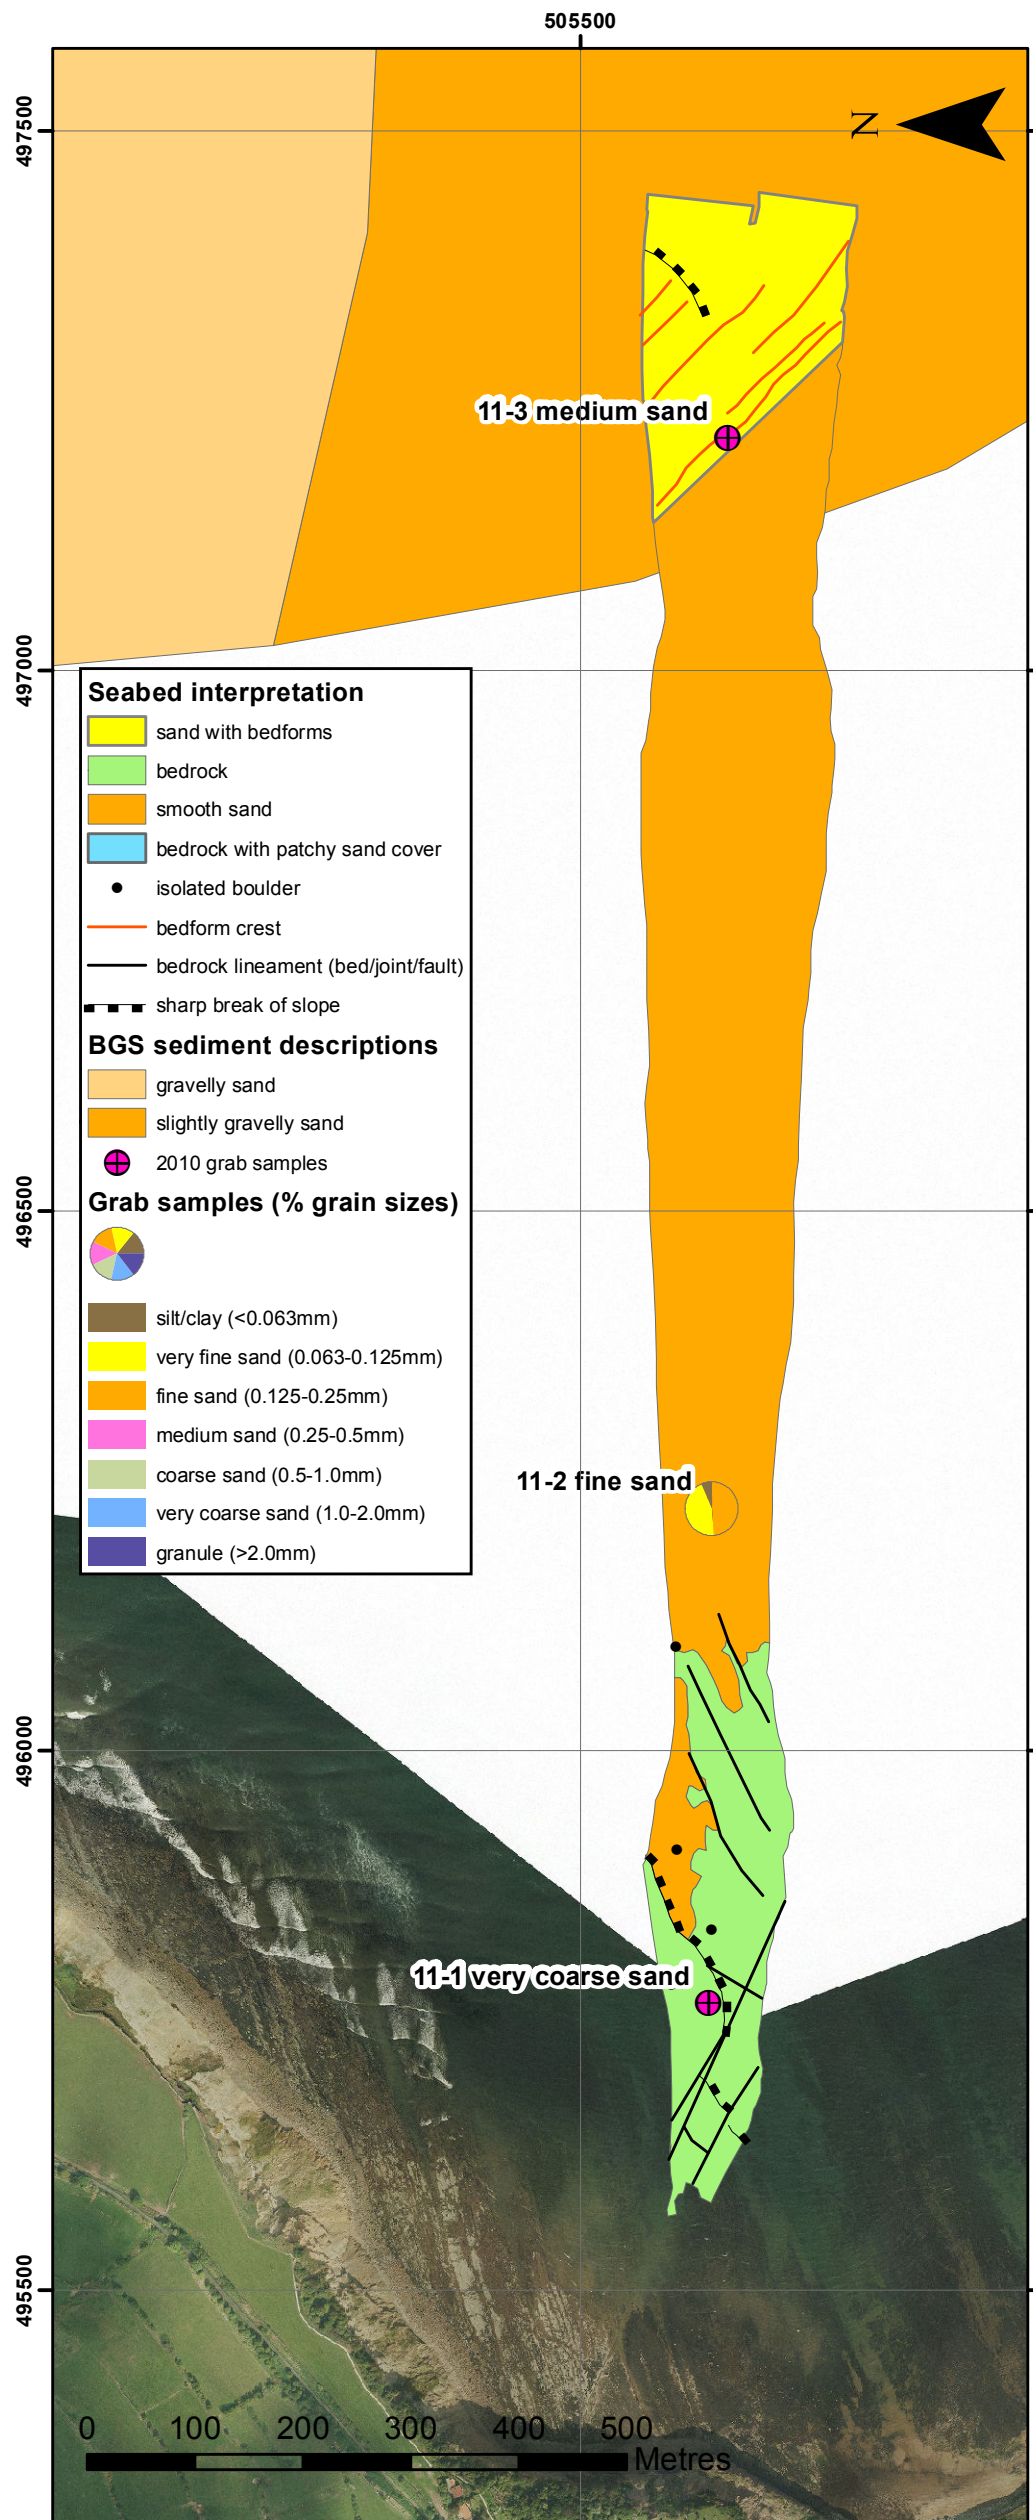 505500
497500
N
11-3 medium sand
497000
Seabed interpretation
sand with bedforms
bedrock
smooth sand
bedrock with patchy sand cover
isolated boulder
bedform crest
bedrock lineament (bed/joint/fault)
sharp break of slope
BGS sediment descriptions
gravelly sand
slightly gravelly sand
2010 grab samples
496500
Grab samples (% grain sizes)
silt/clay (<0.063mm)
very fine sand (0.063-0.125mm)
fine sand (0.125-0.25mm)
medium sand (0.25-0.5mm)
coarse sand (0.5-1.0mm)
very coarse sand (1.0-2.0mm)
granule (>2.0mm)
11-2 fine sand
496000
11-1 very coarse sand
495500
0 100 200 300 400 500
Metres